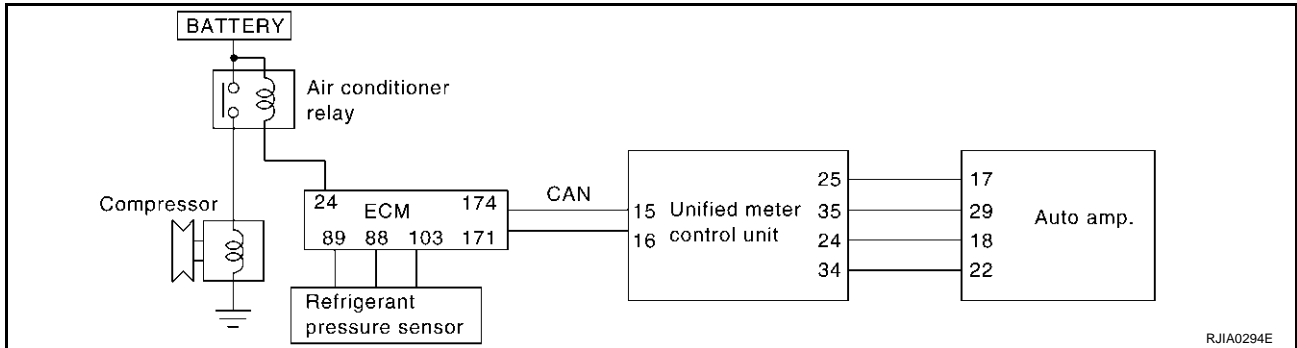 BATTERY
Air conditioner
relay
Compressor
24 ECM 174
89 88 103 171
CAN
Refrigerant
pressure sensor
15 Unified meter
16 control unit
25
35
24
34
17
29
18
22
Auto amp.
RJIA0294E